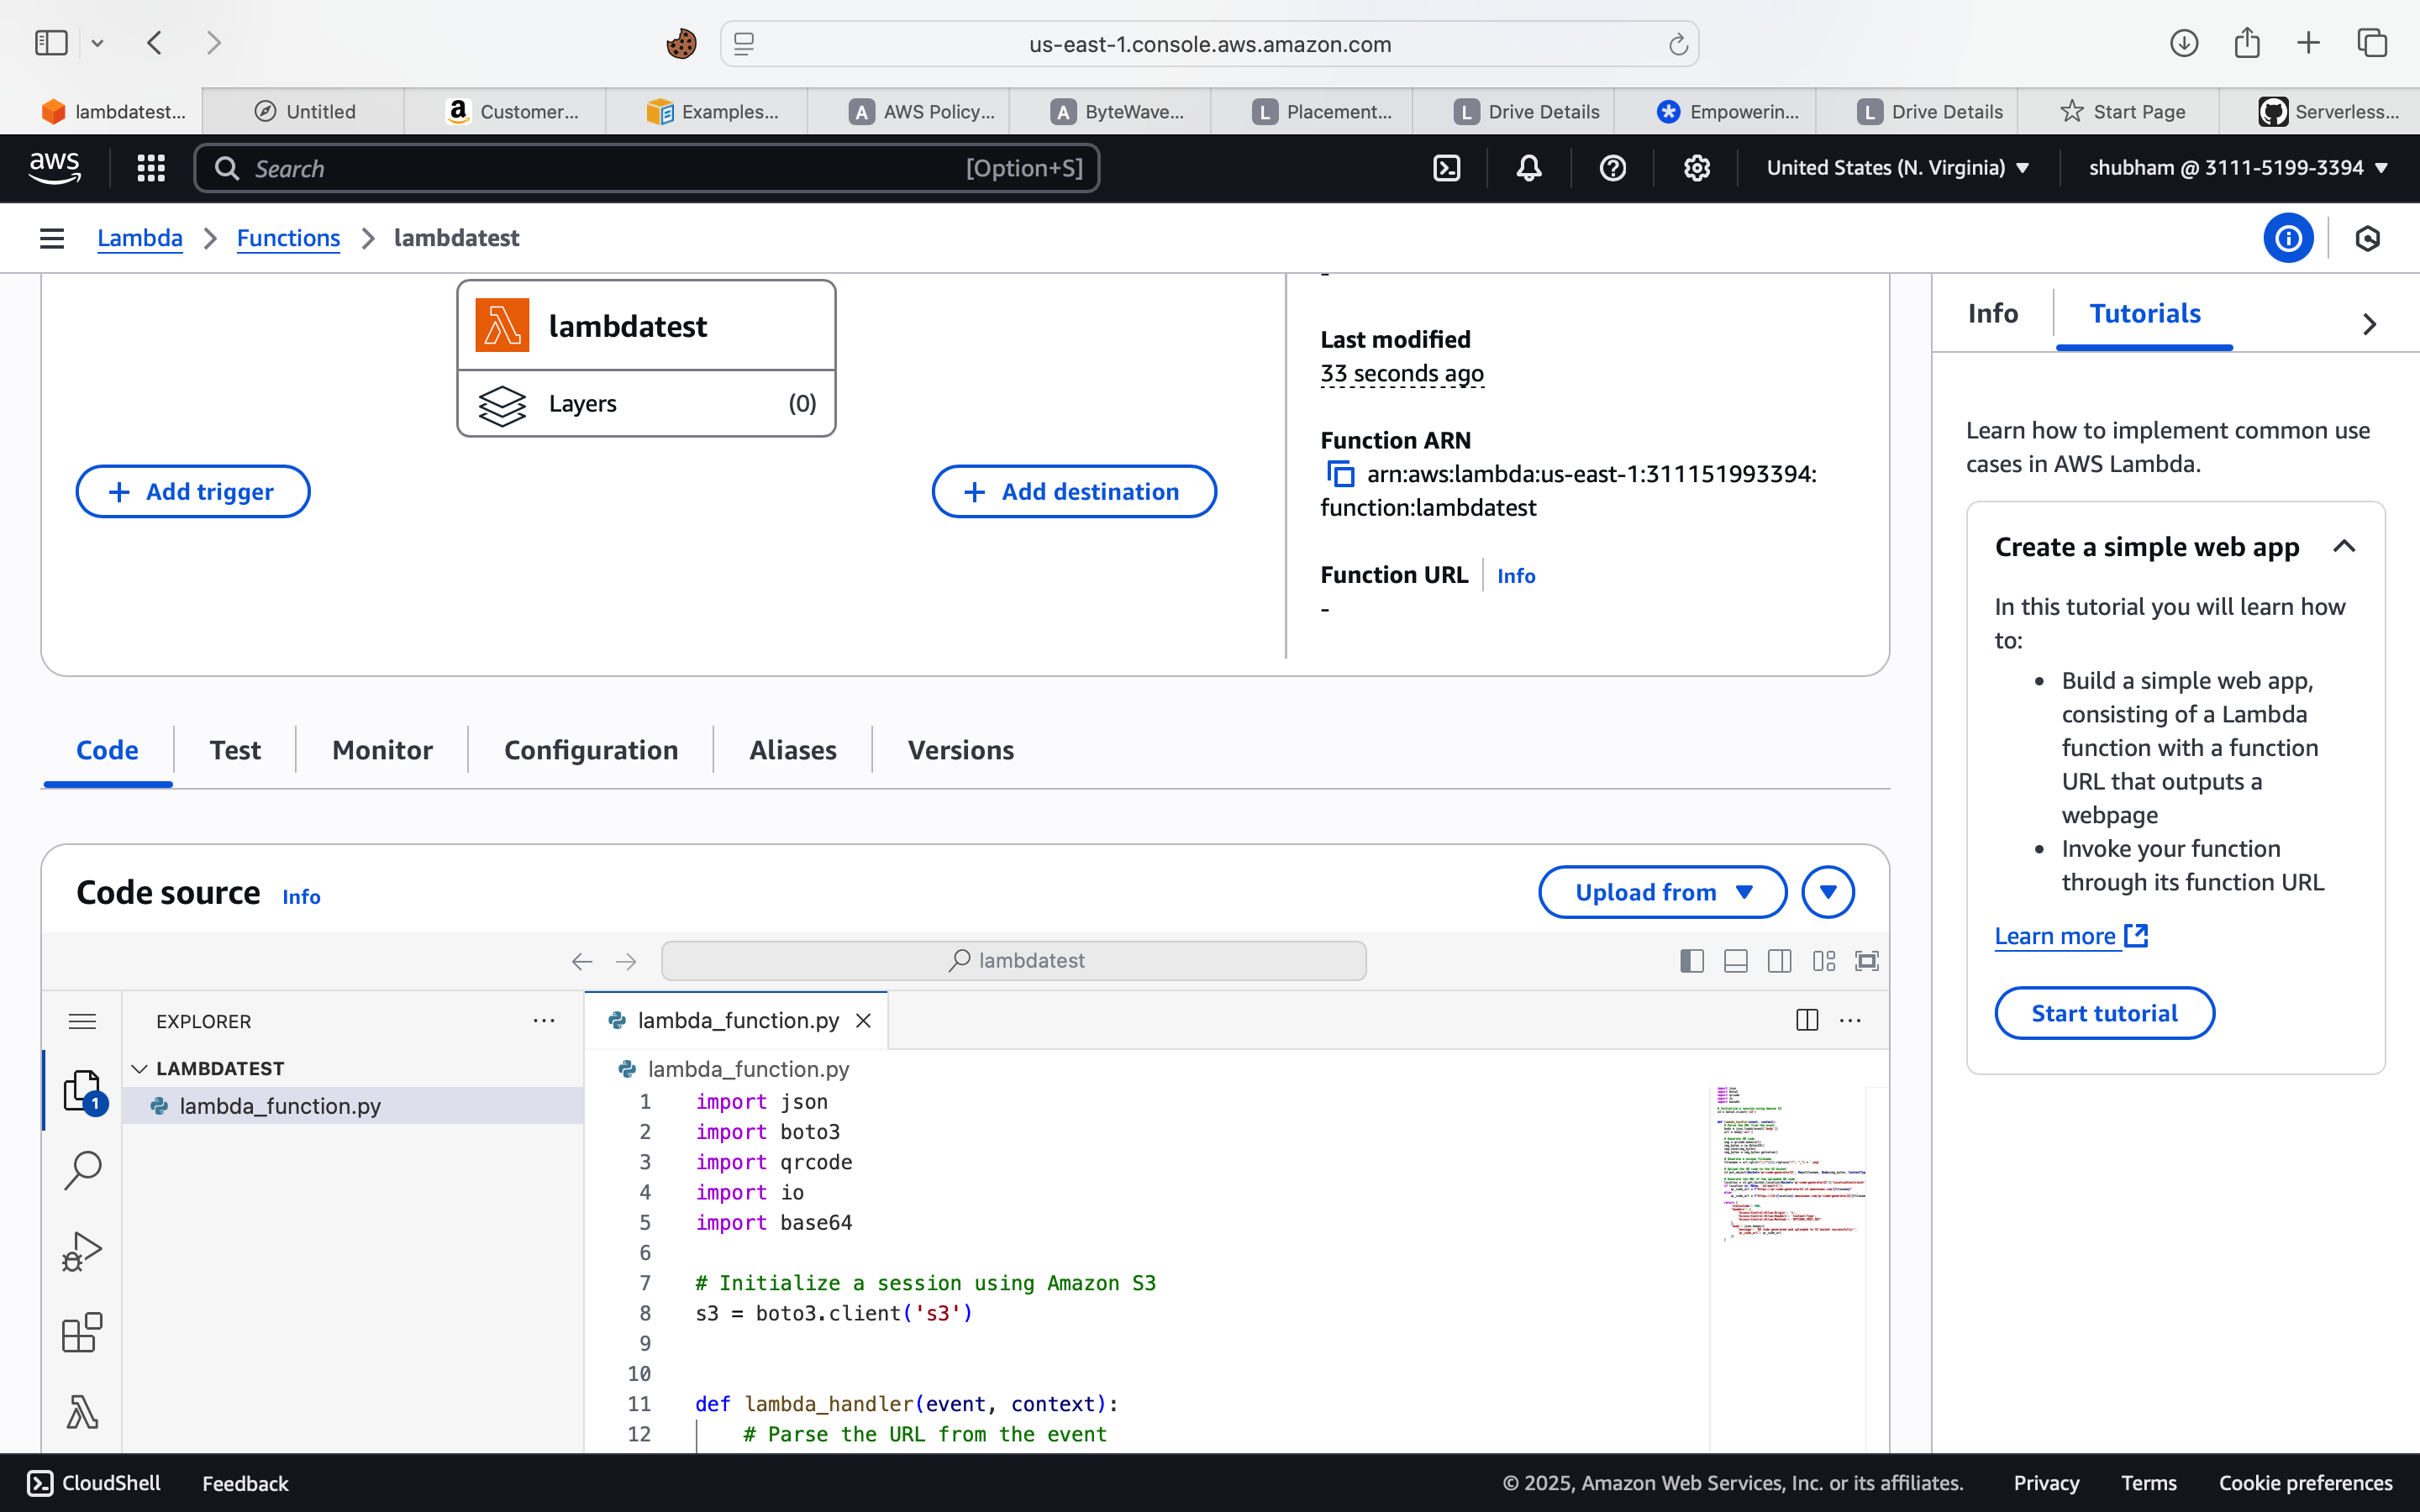 us-east-1.console.aws.amazon.com
lambdatest...
Untitled
a Customer...
Examples...
A AWS Policy...
A ByteWave...
L Placement...
L Drive Details
Empowerin...
L Drive Details
Start Page
Serverless...
aws
Search [Option+S]
United States (N. Virginia)
shubham @ 3111-5199-3394
Lambda
Functions
lambdatest
lambdatest
Layers (0)
+ Add trigger
+ Add destination
-
Last modified
33 seconds ago
Function ARN
arn:aws:lambda:us-east-1:311151993394:
function:lambdatest
Function URL Info
-
Code
Test
Monitor
Configuration
Aliases
Versions
Code source Info
Upload from
lambdatest
EXPLORER
LAMBDATEST
1
lambda_function.py
lambda_function.py
lambda_function.py
1 import json
2 import boto3
3 import qrcode
4 import io
5 import base64
6
7 # Initialize a session using Amazon S3
8 s3 = boto3.client('s3')
9
10
11 def lambda_handler(event, context):
12 # Parse the URL from the event
Info
Tutorials
Learn how to implement common use
cases in AWS Lambda.
Create a simple web app
In this tutorial you will learn how
to:
• Build a simple web app,
consisting of a Lambda
function with a function
URL that outputs a
webpage
• Invoke your function
through its function URL
Learn more
Start tutorial
CloudShell
Feedback
© 2025, Amazon Web Services, Inc. or its affiliates.
Privacy
Terms
Cookie preferences